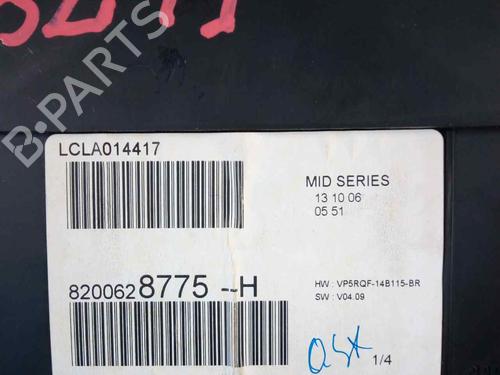 B-PARTS
LCLA014417
MID SERIES
13 10 06
05 51
8200628775--H
HW : VP5RQF-14B115-BR
SW : V04.09
1/4